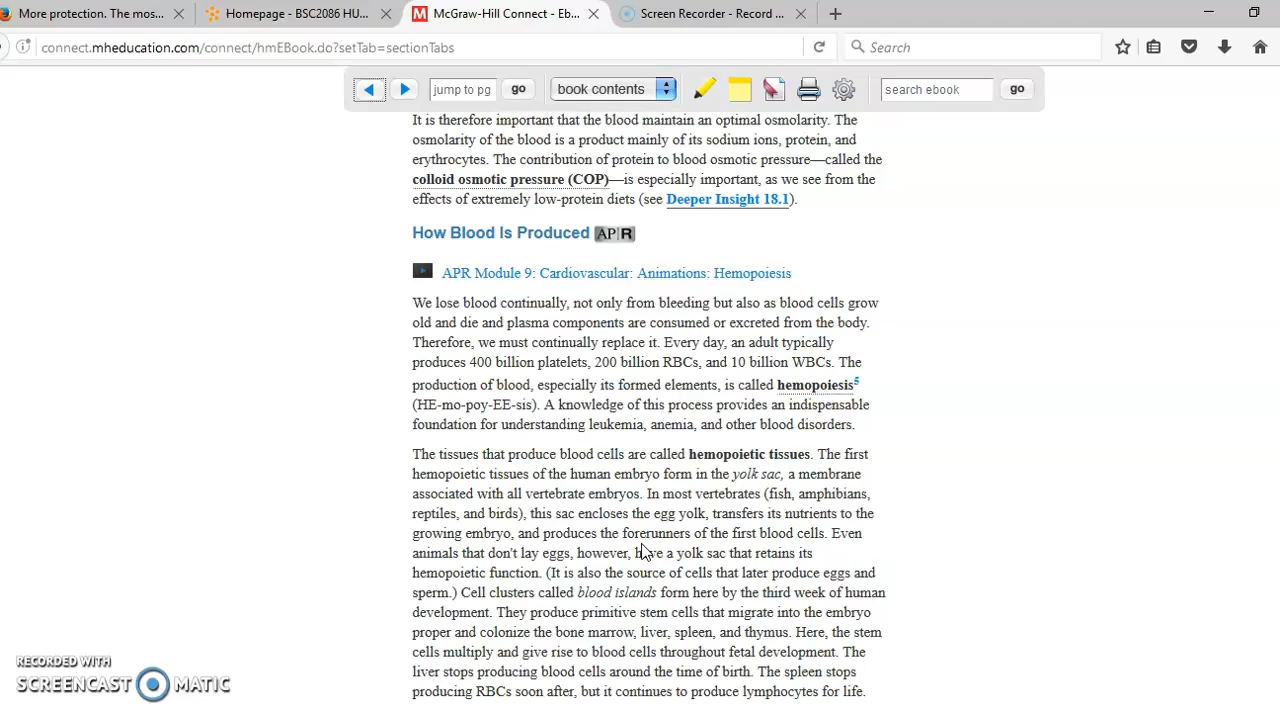 More protection. The mos...
Homepage - BSC2086 HU...
McGraw-Hill Connect - Eb...
Screen Recorder - Record ...
connect.mheducation.com/connect/hmEBook.do?setTab=sectionTabs
Search
jump to pg
go
book contents
search ebook
go
It is therefore important that the blood maintain an optimal osmolarity. The
osmolarity of the blood is a product mainly of its sodium ions, protein, and
erythrocytes. The contribution of protein to blood osmotic pressure—called the
colloid osmotic pressure (COP)—is especially important, as we see from the
effects of extremely low-protein diets (see Deeper Insight 18.1).
How Blood Is Produced AP|R
APR Module 9: Cardiovascular: Animations: Hemopoiesis
We lose blood continually, not only from bleeding but also as blood cells grow
old and die and plasma components are consumed or excreted from the body.
Therefore, we must continually replace it. Every day, an adult typically
produces 400 billion platelets, 200 billion RBCs, and 10 billion WBCs. The
production of blood, especially its formed elements, is called hemopoiesis5
(HE-mo-poy-EE-sis). A knowledge of this process provides an indispensable
foundation for understanding leukemia, anemia, and other blood disorders.
The tissues that produce blood cells are called hemopoietic tissues. The first
hemopoietic tissues of the human embryo form in the yolk sac, a membrane
associated with all vertebrate embryos. In most vertebrates (fish, amphibians,
reptiles, and birds), this sac encloses the egg yolk, transfers its nutrients to the
growing embryo, and produces the forerunners of the first blood cells. Even
animals that don't lay eggs, however, have a yolk sac that retains its
hemopoietic function. (It is also the source of cells that later produce eggs and
sperm.) Cell clusters called blood islands form here by the third week of human
development. They produce primitive stem cells that migrate into the embryo
proper and colonize the bone marrow, liver, spleen, and thymus. Here, the stem
cells multiply and give rise to blood cells throughout fetal development. The
liver stops producing blood cells around the time of birth. The spleen stops
producing RBCs soon after, but it continues to produce lymphocytes for life.
RECORDED WITH
SCREENCAST MATIC